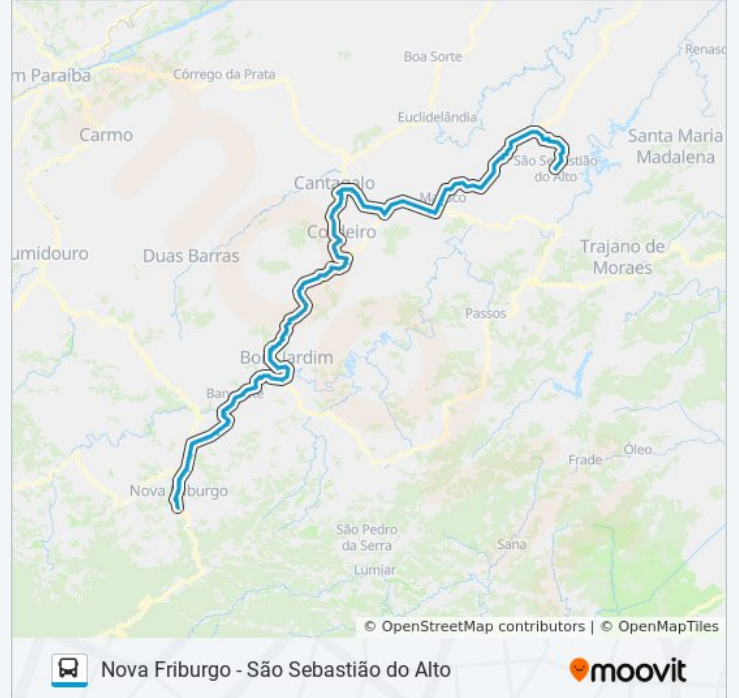 Boa Sorte
Renasc
m Paraíba
Córrego da Prata
Euclidelândia
Carmo
Santa Maria
Madalena
São Sebastião
do Alto
Cantagalo
Cordeiro
umidouro
Duas Barras
Trajano de
Moraes
Passos
Bom Jardim
Óleo
Frade
Nova Friburgo
São Pedro
da Serra
Sana
Lumiar
© OpenStreetMap contributors | © OpenMapTiles
Nova Friburgo - São Sebastião do Alto
moovit